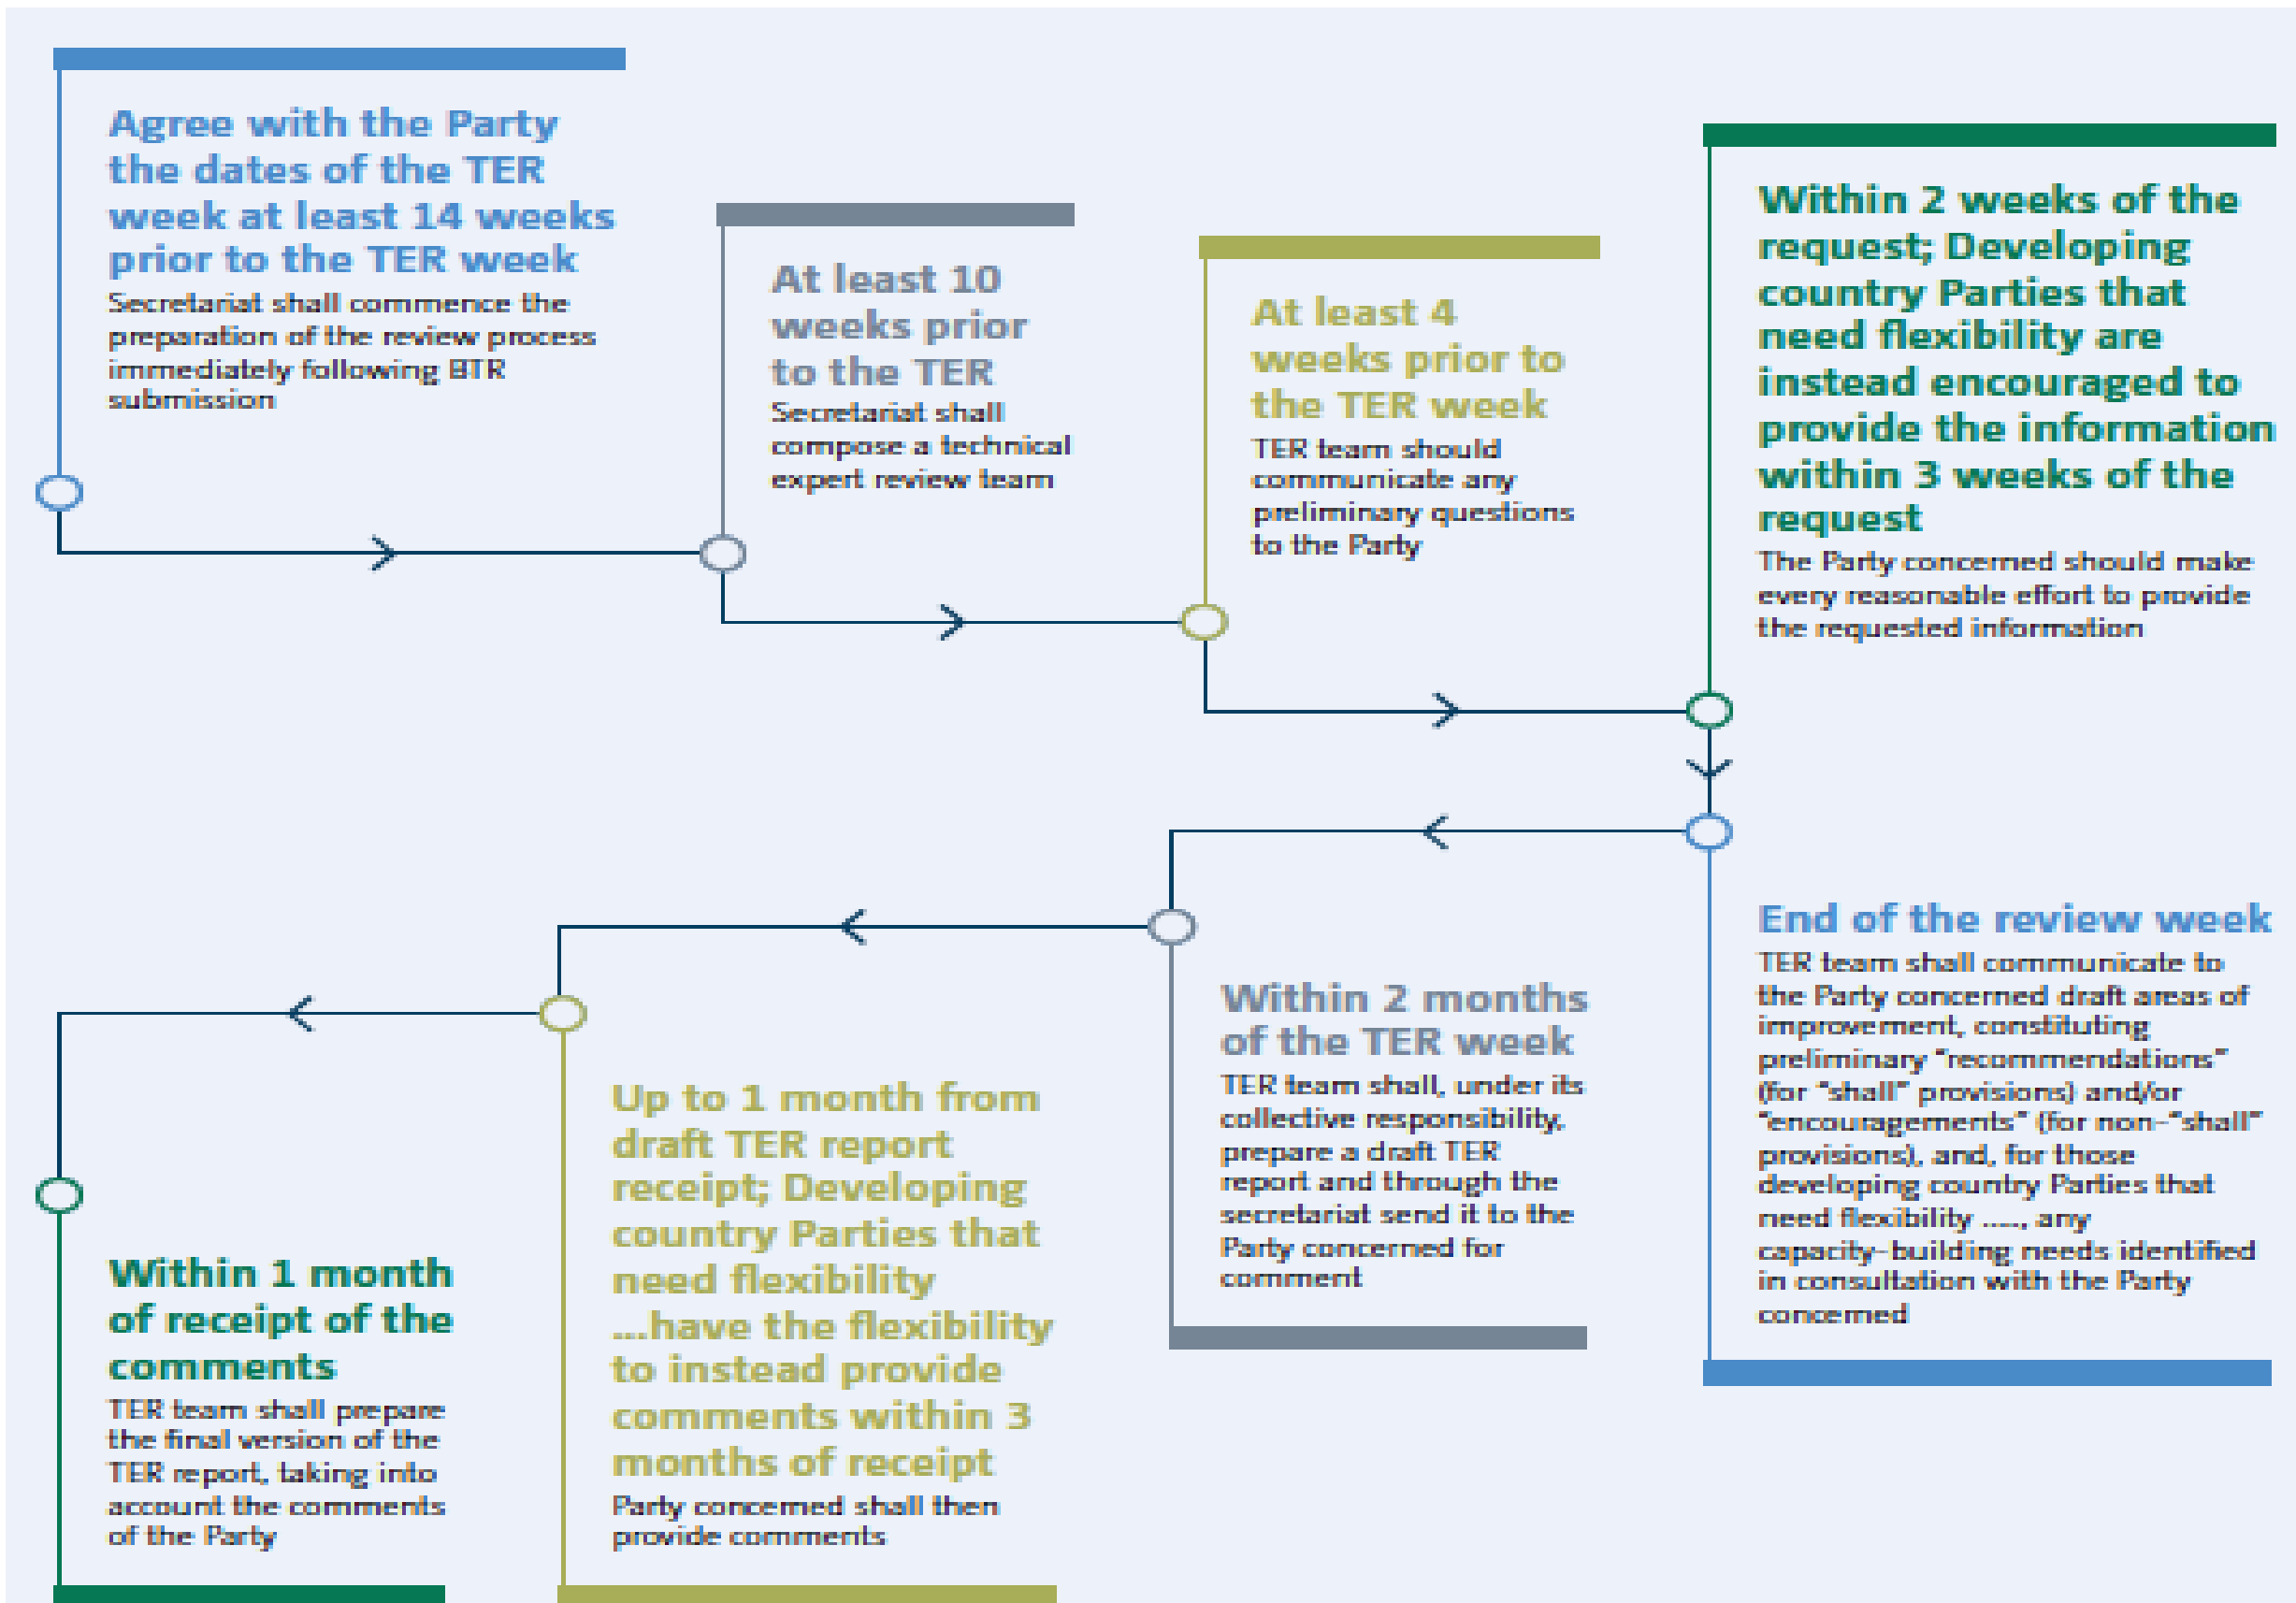 Agree with the Party
the dates of the TER
week at least 14 weeks
prior to the TER week
Secretariat shall commence the
preparation of the review process
immediately following BTR
submission
At least 10
weeks prior
to the TER
Secretariat shall
compose a technical
expert review team
At least 4
weeks prior to
the TER week
TER team should
communicate any
preliminary questions
to the Party
Within 2 weeks of the
request; Developing
country Parties that
need flexibility are
instead encouraged to
provide the information
within 3 weeks of the
request
The Party concerned should make
every reasonable effort to provide
the requested information
End of the review week
TER team shall communicate to
the Party concerned draft areas of
improvement, constituting
preliminary "recommendations"
(for "shall" provisions) and/or
"encouragements" (for non-"shall"
provisions), and, for those
developing country Parties that
need flexibility ....., any
capacity-building needs identified
in consultation with the Party
concerned
Within 2 months
of the TER week
TER team shall, under its
collective responsibility,
prepare a draft TER
report and through the
secretariat send it to the
Party concerned for
comment
Up to 1 month from
draft TER report
receipt; Developing
country Parties that
need flexibility
...have the flexibility
to instead provide
comments within 3
months of receipt
Party concerned shall then
provide comments
Within 1 month
of receipt of the
comments
TER team shall prepare
the final version of the
TER report, taking into
account the comments
of the Party